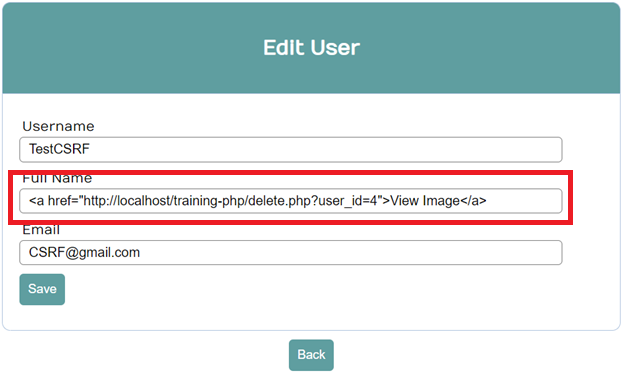 Edit User
Username
TestCSRF
Full Name
<a href="http://localhost/training-php/delete.php?user_id=4">View Image</a>
Email
CSRF@gmail.com
Save
Back